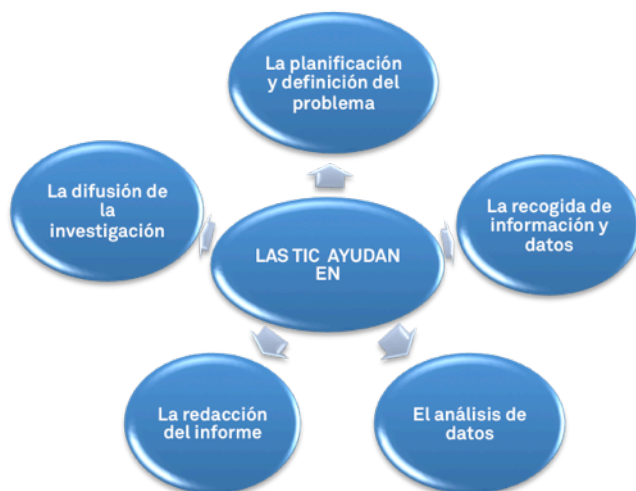 La planificación
y definición del
problema
La difusión de
la
investigación
LAS TIC AYUDAN
EN
La recogida de
información y
datos
La redacción
del informe
El análisis de
datos